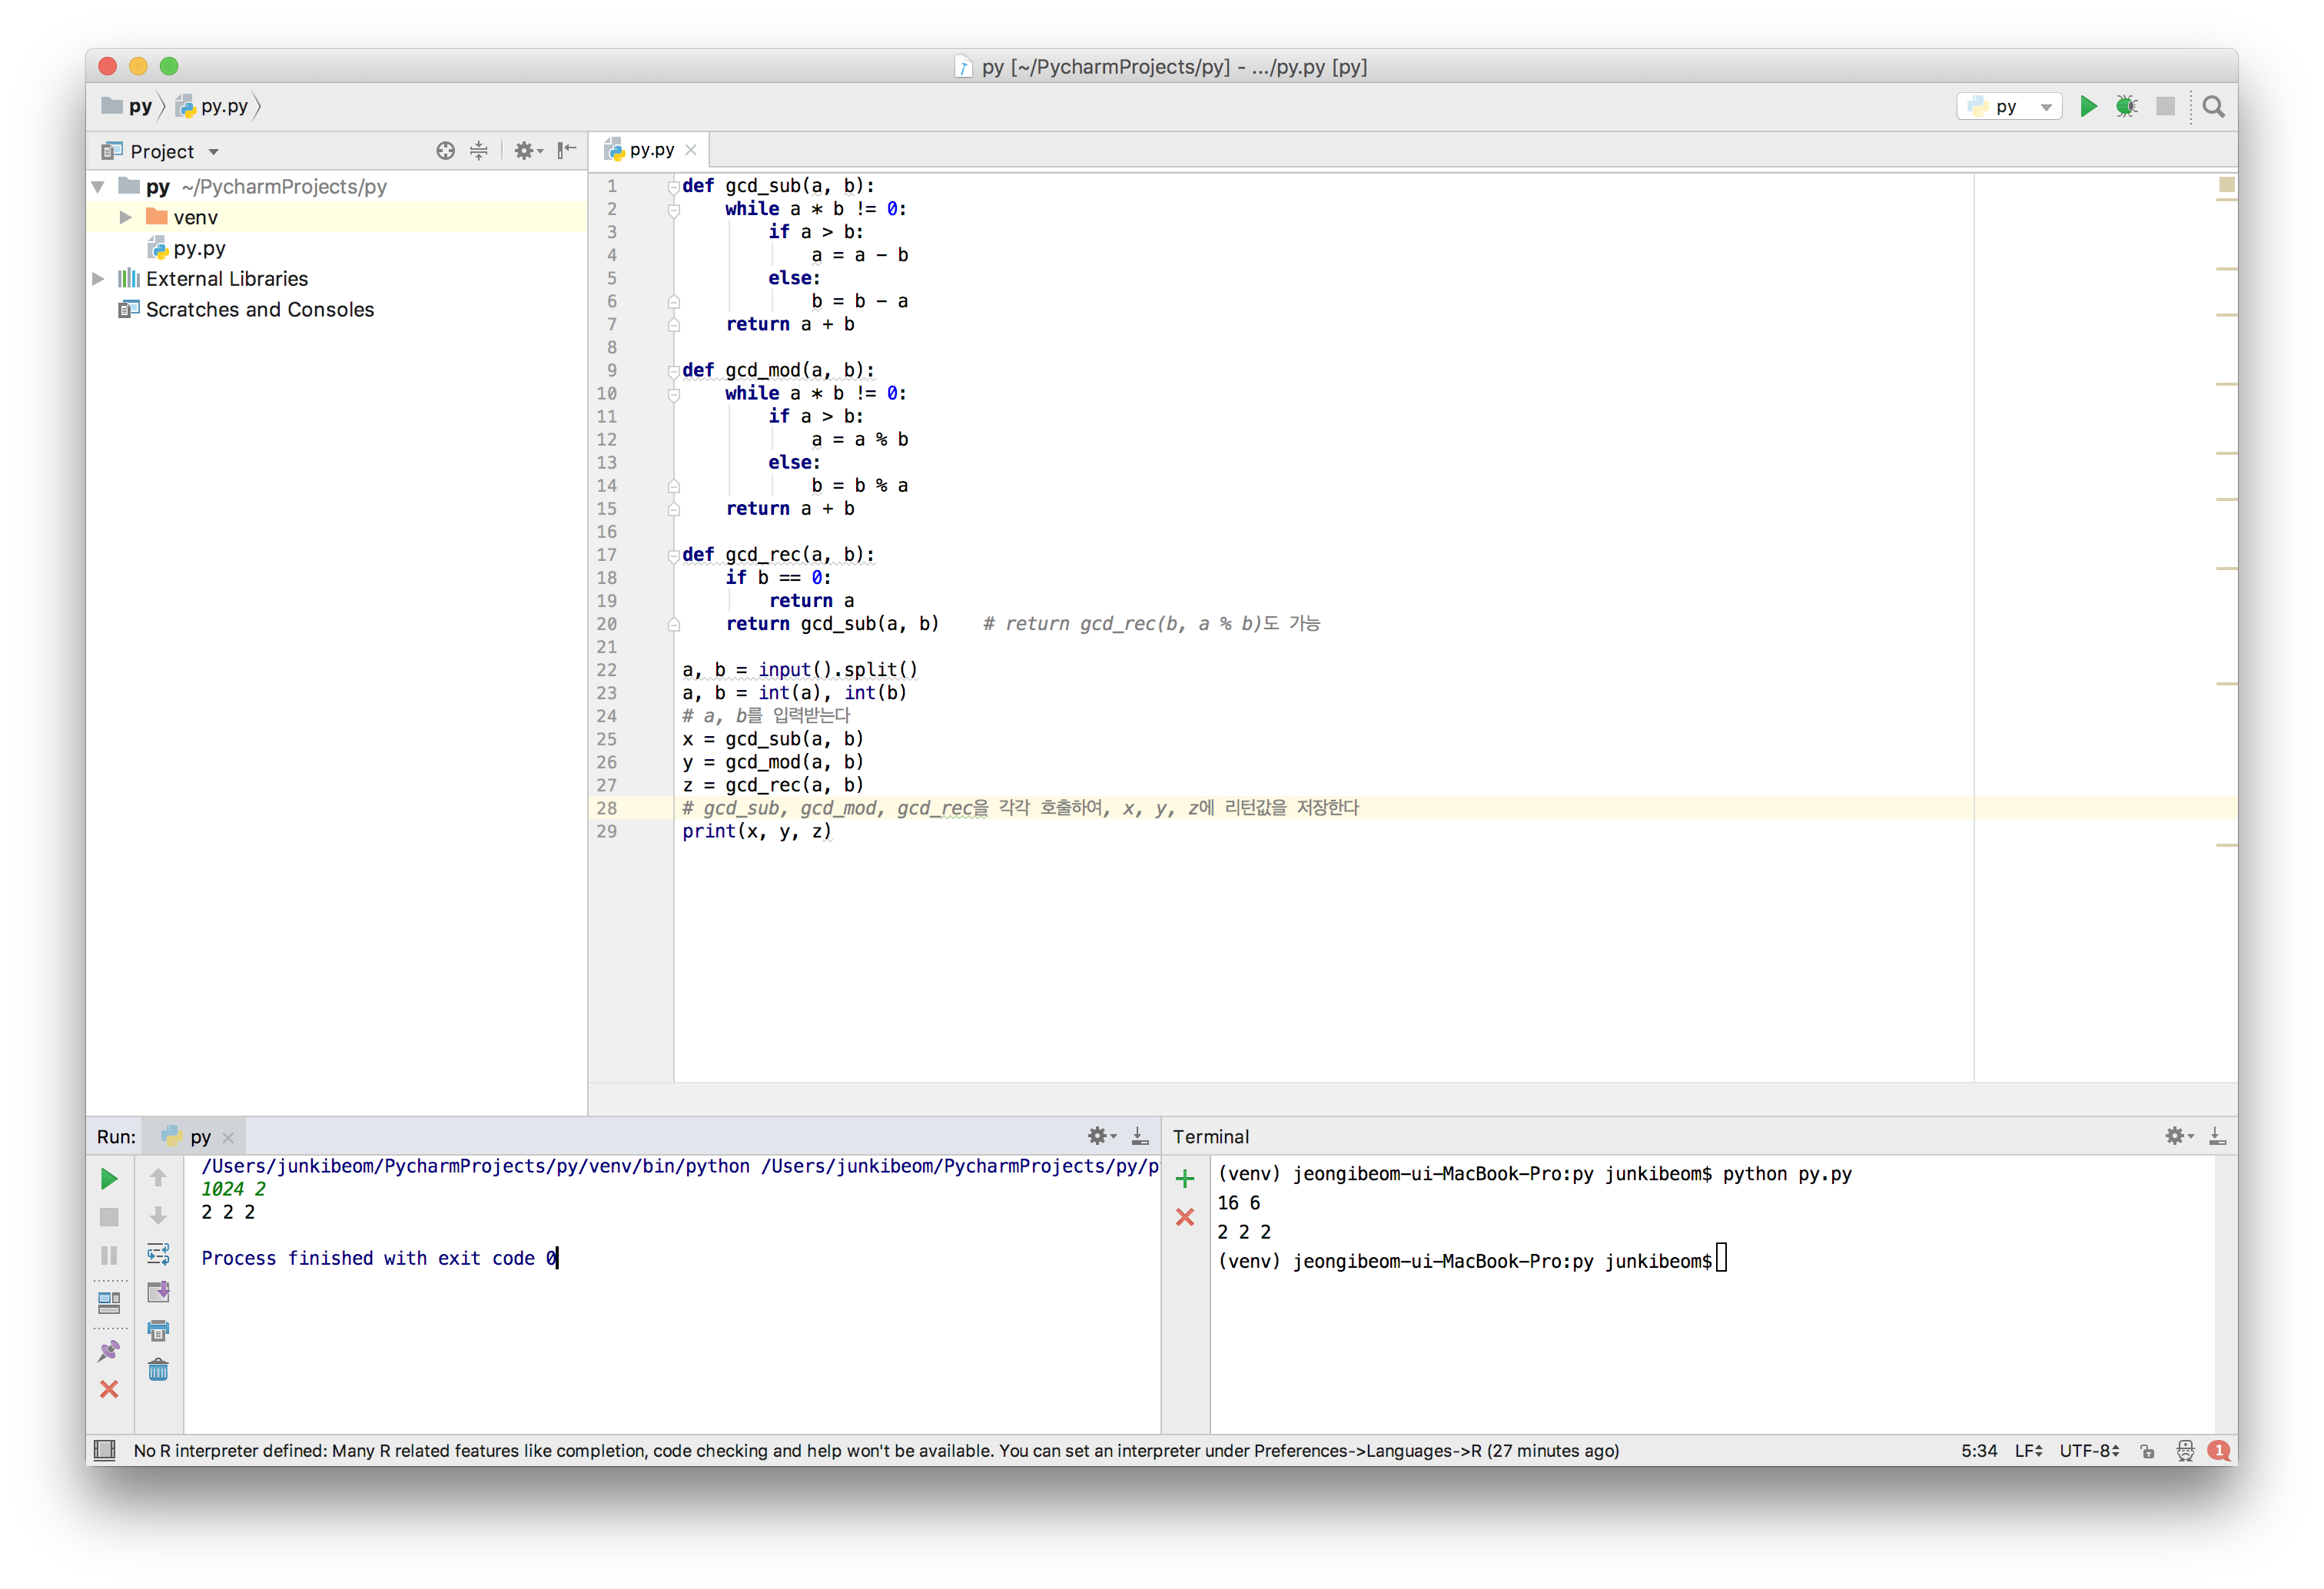 py [~/PycharmProjects/py] - .../py.py [py]
py py.py py
Project
py.py
py ~/PycharmProjects/py
venv
py.py
External Libraries
Scratches and Consoles
1 def gcd_sub(a, b):
2 while a * b != 0:
3 if a > b:
4 a = a - b
5 else:
6 b = b - a
7 return a + b
8
9 def gcd_mod(a, b):
10 while a * b != 0:
11 if a > b:
12 a = a % b
13 else:
14 b = b % a
15 return a + b
16
17 def gcd_rec(a, b):
18 if b == 0:
19 return a
20 return gcd_sub(a, b) # return gcd_rec(b, a % b)도 가능
21
22 a, b = input().split()
23 a, b = int(a), int(b)
24 # a, b를 입력받는다
25 x = gcd_sub(a, b)
26 y = gcd_mod(a, b)
27 z = gcd_rec(a, b)
28 # gcd_sub, gcd_mod, gcd_rec을 각각 호출하여, x, y, z에 리턴값을 저장한다
29 print(x, y, z)
Run: py
/Users/junkibeom/PycharmProjects/py/venv/bin/python /Users/junkibeom/PycharmProjects/py/p
1024 2
2 2 2
Process finished with exit code 0
Terminal
(venv) jeongibeom-ui-MacBook-Pro:py junkibeom$ python py.py
16 6
2 2 2
(venv) jeongibeom-ui-MacBook-Pro:py junkibeom$
No R interpreter defined: Many R related features like completion, code checking and help won't be available. You can set an interpreter under Preferences->Languages->R (27 minutes ago)
5:34 LF UTF-8 1